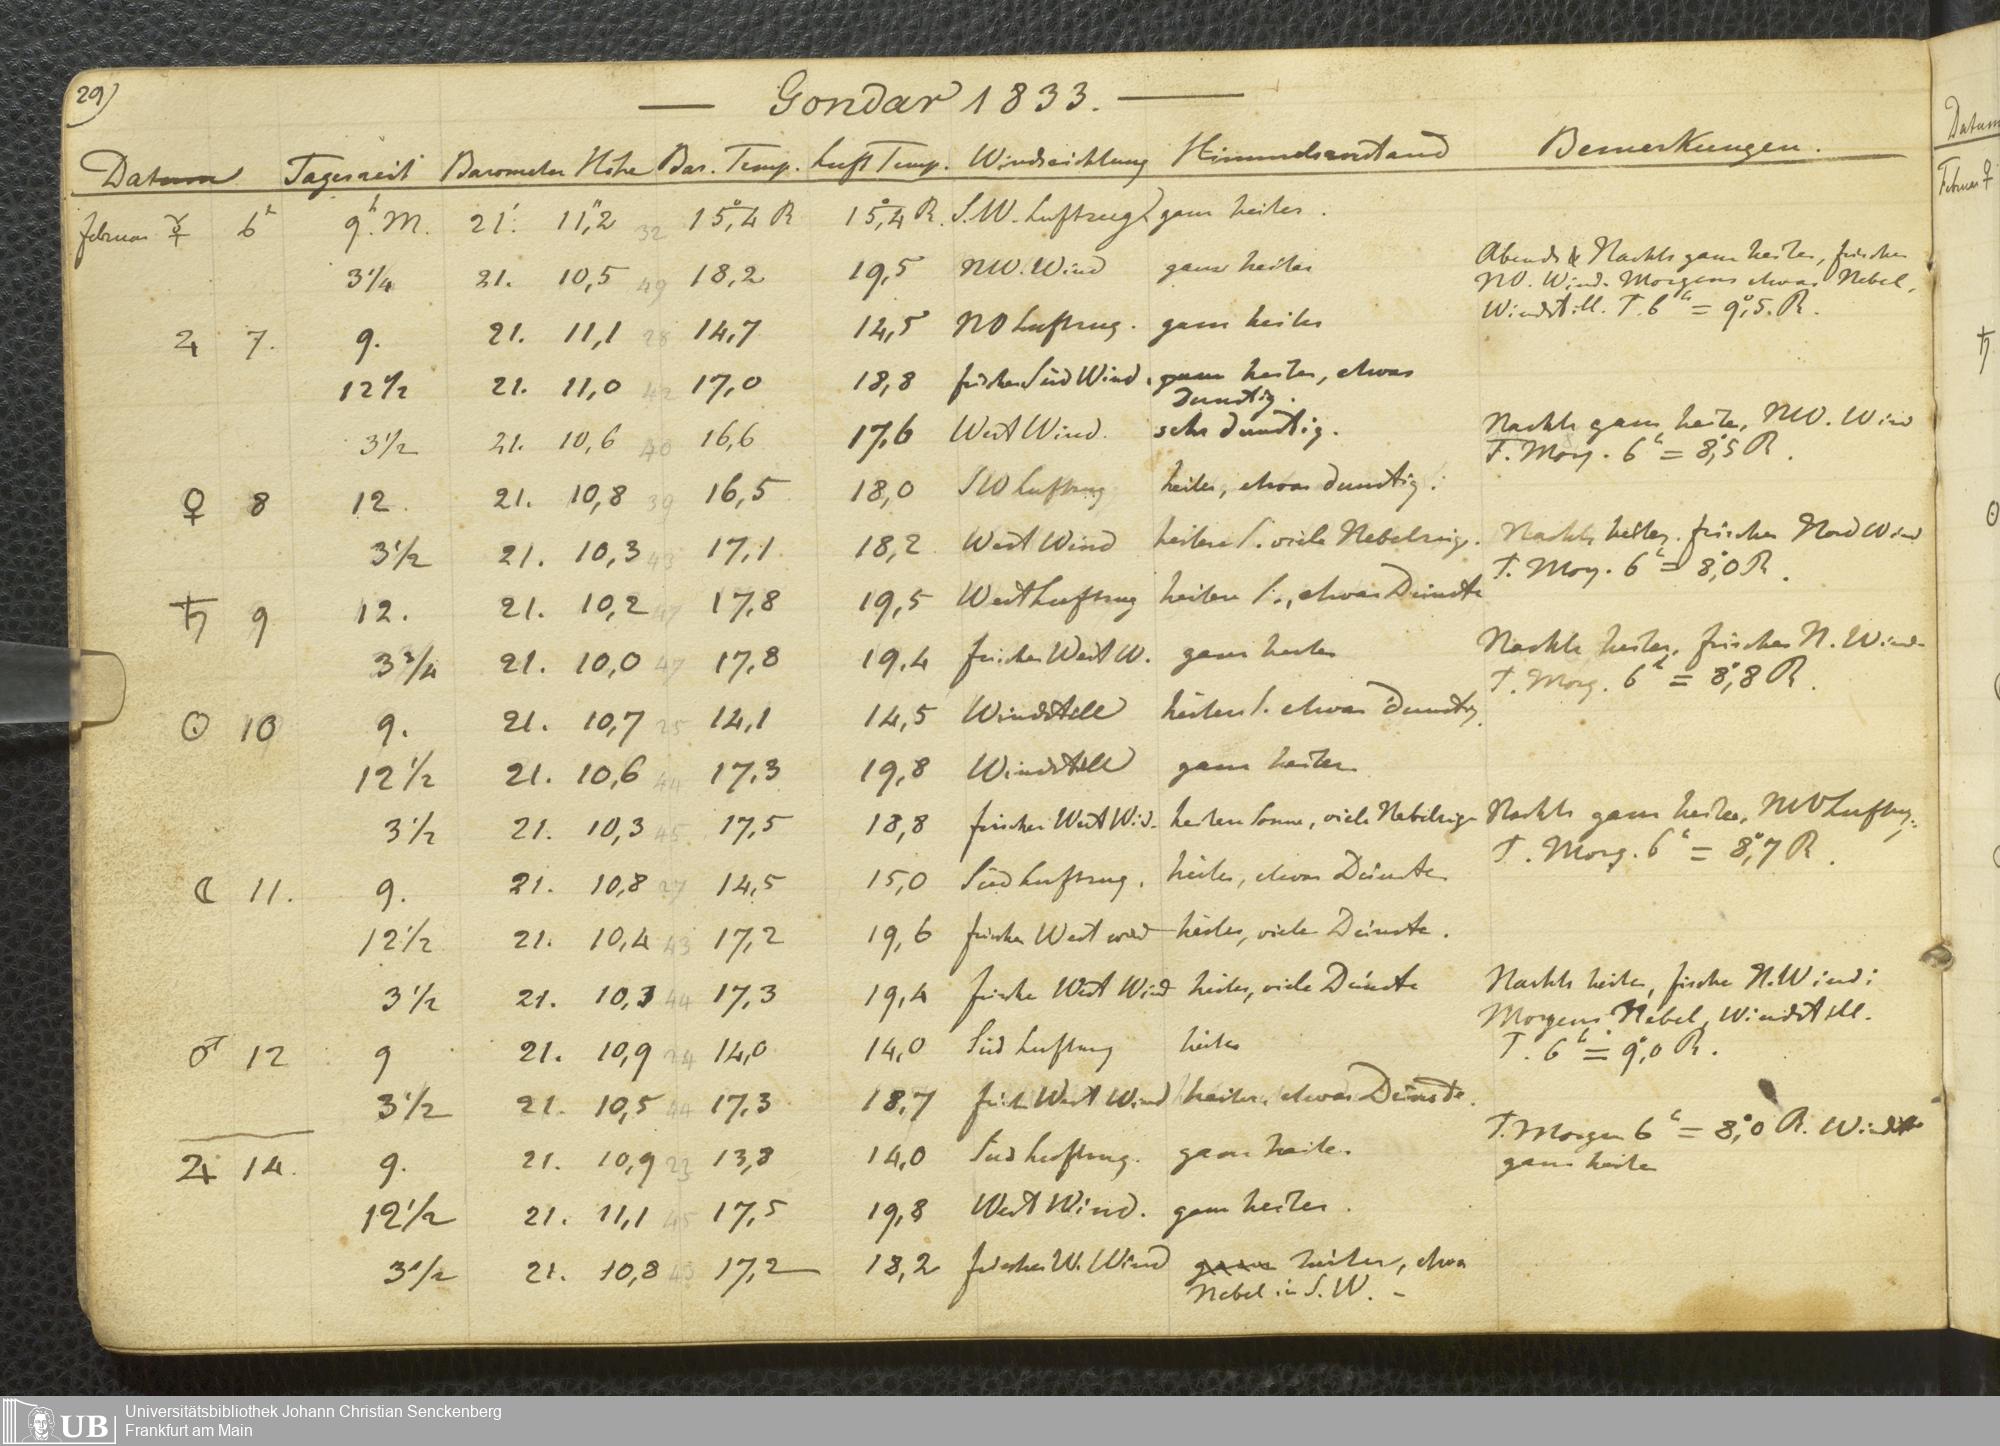 29)
— Gondar 1833. —
Datum Tageszeit Barometer Höhe Bar. Temp. Luft Temp. Windrichtung Himmelszustand Bemerkungen.
Februar ☿ 6 9h. M. 21.' 11,"2 32 15,°4 R 15,°4 R. S.W. Luftzug ganz heiter.
3¼ 21. 10,5 49 18,2 19,5 NW. Wind ganz heiter
Abends & Nachts ganz heiter, frischer
NO. Wind. Morgens etwas Nebel,
Windstill. T. 6h = 9,°5. R.
♃ 7. 9. 21. 11,1 28 14,7 14,5 NO Luftzug. ganz heiter
12½ 21. 11,0 42 17,0 18,8 frischer Süd Wind. ganz heiter, etwas
dunstig.
3½ 21. 10,6 40 16,6 17,6 West Wind. sehr dunstig.
Nachts ganz heiter, NW. Wind
T. Morg. 6h = 8,°5 R.
♀ 8 12. 21. 10,8 39 16,5 18,0 SW Luftzug heiter, etwas dunstig.
3½ 21. 10,3 43 17,1 18,2 West Wind heitere S. viele Nebel
Nachts heiter. frischer Nord Wind
T. Morg. 6h = 8,°0 R.
♄ 9 12. 21. 10,2 47 17,8 19,5 West Luftzug heitere S., etwas Dünste
3¾ 21. 10,0 47 17,8 19,4 frischer West W. ganz heiter
Nachts heiter, frischer N. Wind.
T. Morg. 6h = 8,°8 R.
☉ 10 9. 21. 10,7 25 14,1 14,5 Windstill heitere S. etwas dunstig.
12½ 21. 10,6 44 17,3 19,8 Windstill ganz heiter
3½ 21. 10,3 45 17,5 18,8 frischer West Wid. heitere Sonne, viele
Nachts ganz heiter, NW Luftzug.
T. Morg. 6h = 8,°7 R.
☾ 11. 9. 21. 10,8 27 14,5 15,0 Süd Luftzug. heiter, etwas Dünste
12½ 21. 10,4 43 17,2 19,6 frischer West wind heiter, viele Dünste.
3½ 21. 10,3 44 17,3 19,4 frische West Wind heiter, viele Dünste
Nachts heiter, frische N. Wind;
Morgens Nebel, Windstill.
T. 6h = 9,°0 R.
♂ 12 9 21. 10,9 24 14,0 14,0 Süd Luftzug heiter
3½ 21. 10,5 44 17,3 18,7 frisch West Wind heiter, etwas Dünste.
T. Morgen 6h = 8,°0 R.
ganz heiter
♃ 14. 9. 21. 10,9 23 13,8 14,0 Süd Luftzug. ganz heiter.
12½ 21. 11,1 45 17,5 19,8 West Wind. ganz heiter.
3½ 21. 10,8 43 17,2 18,2 frischer W. Wind ganz heiter, etwas
Nebel in S.W. –
Datum
Februar ♀
♄
UB Universitätsbibliothek Johann Christian Senckenberg
Frankfurt am Main